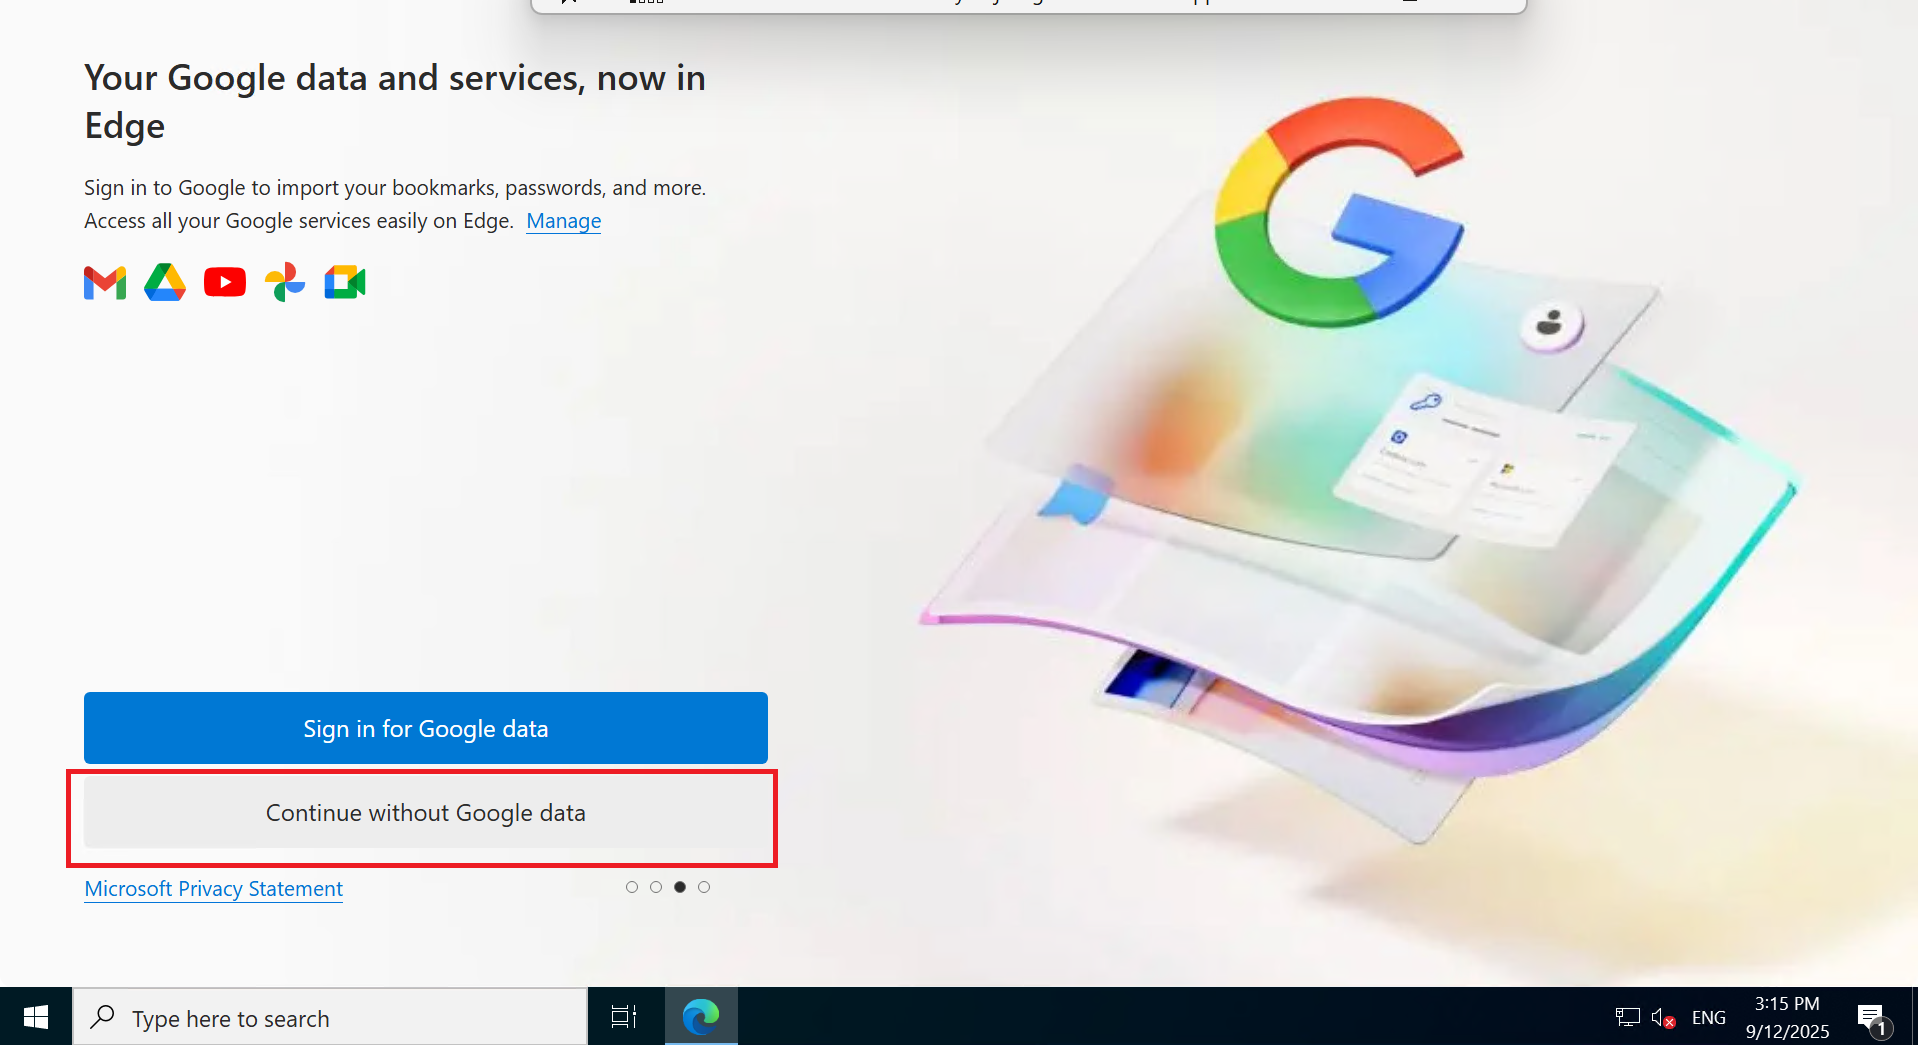 Your Google data and services, now in
Edge
Sign in to Google to import your bookmarks, passwords, and more.
Access all your Google services easily on Edge. Manage
Sign in for Google data
Continue without Google data
Microsoft Privacy Statement
Type here to search
ENG
3:15 PM
9/12/2025
1